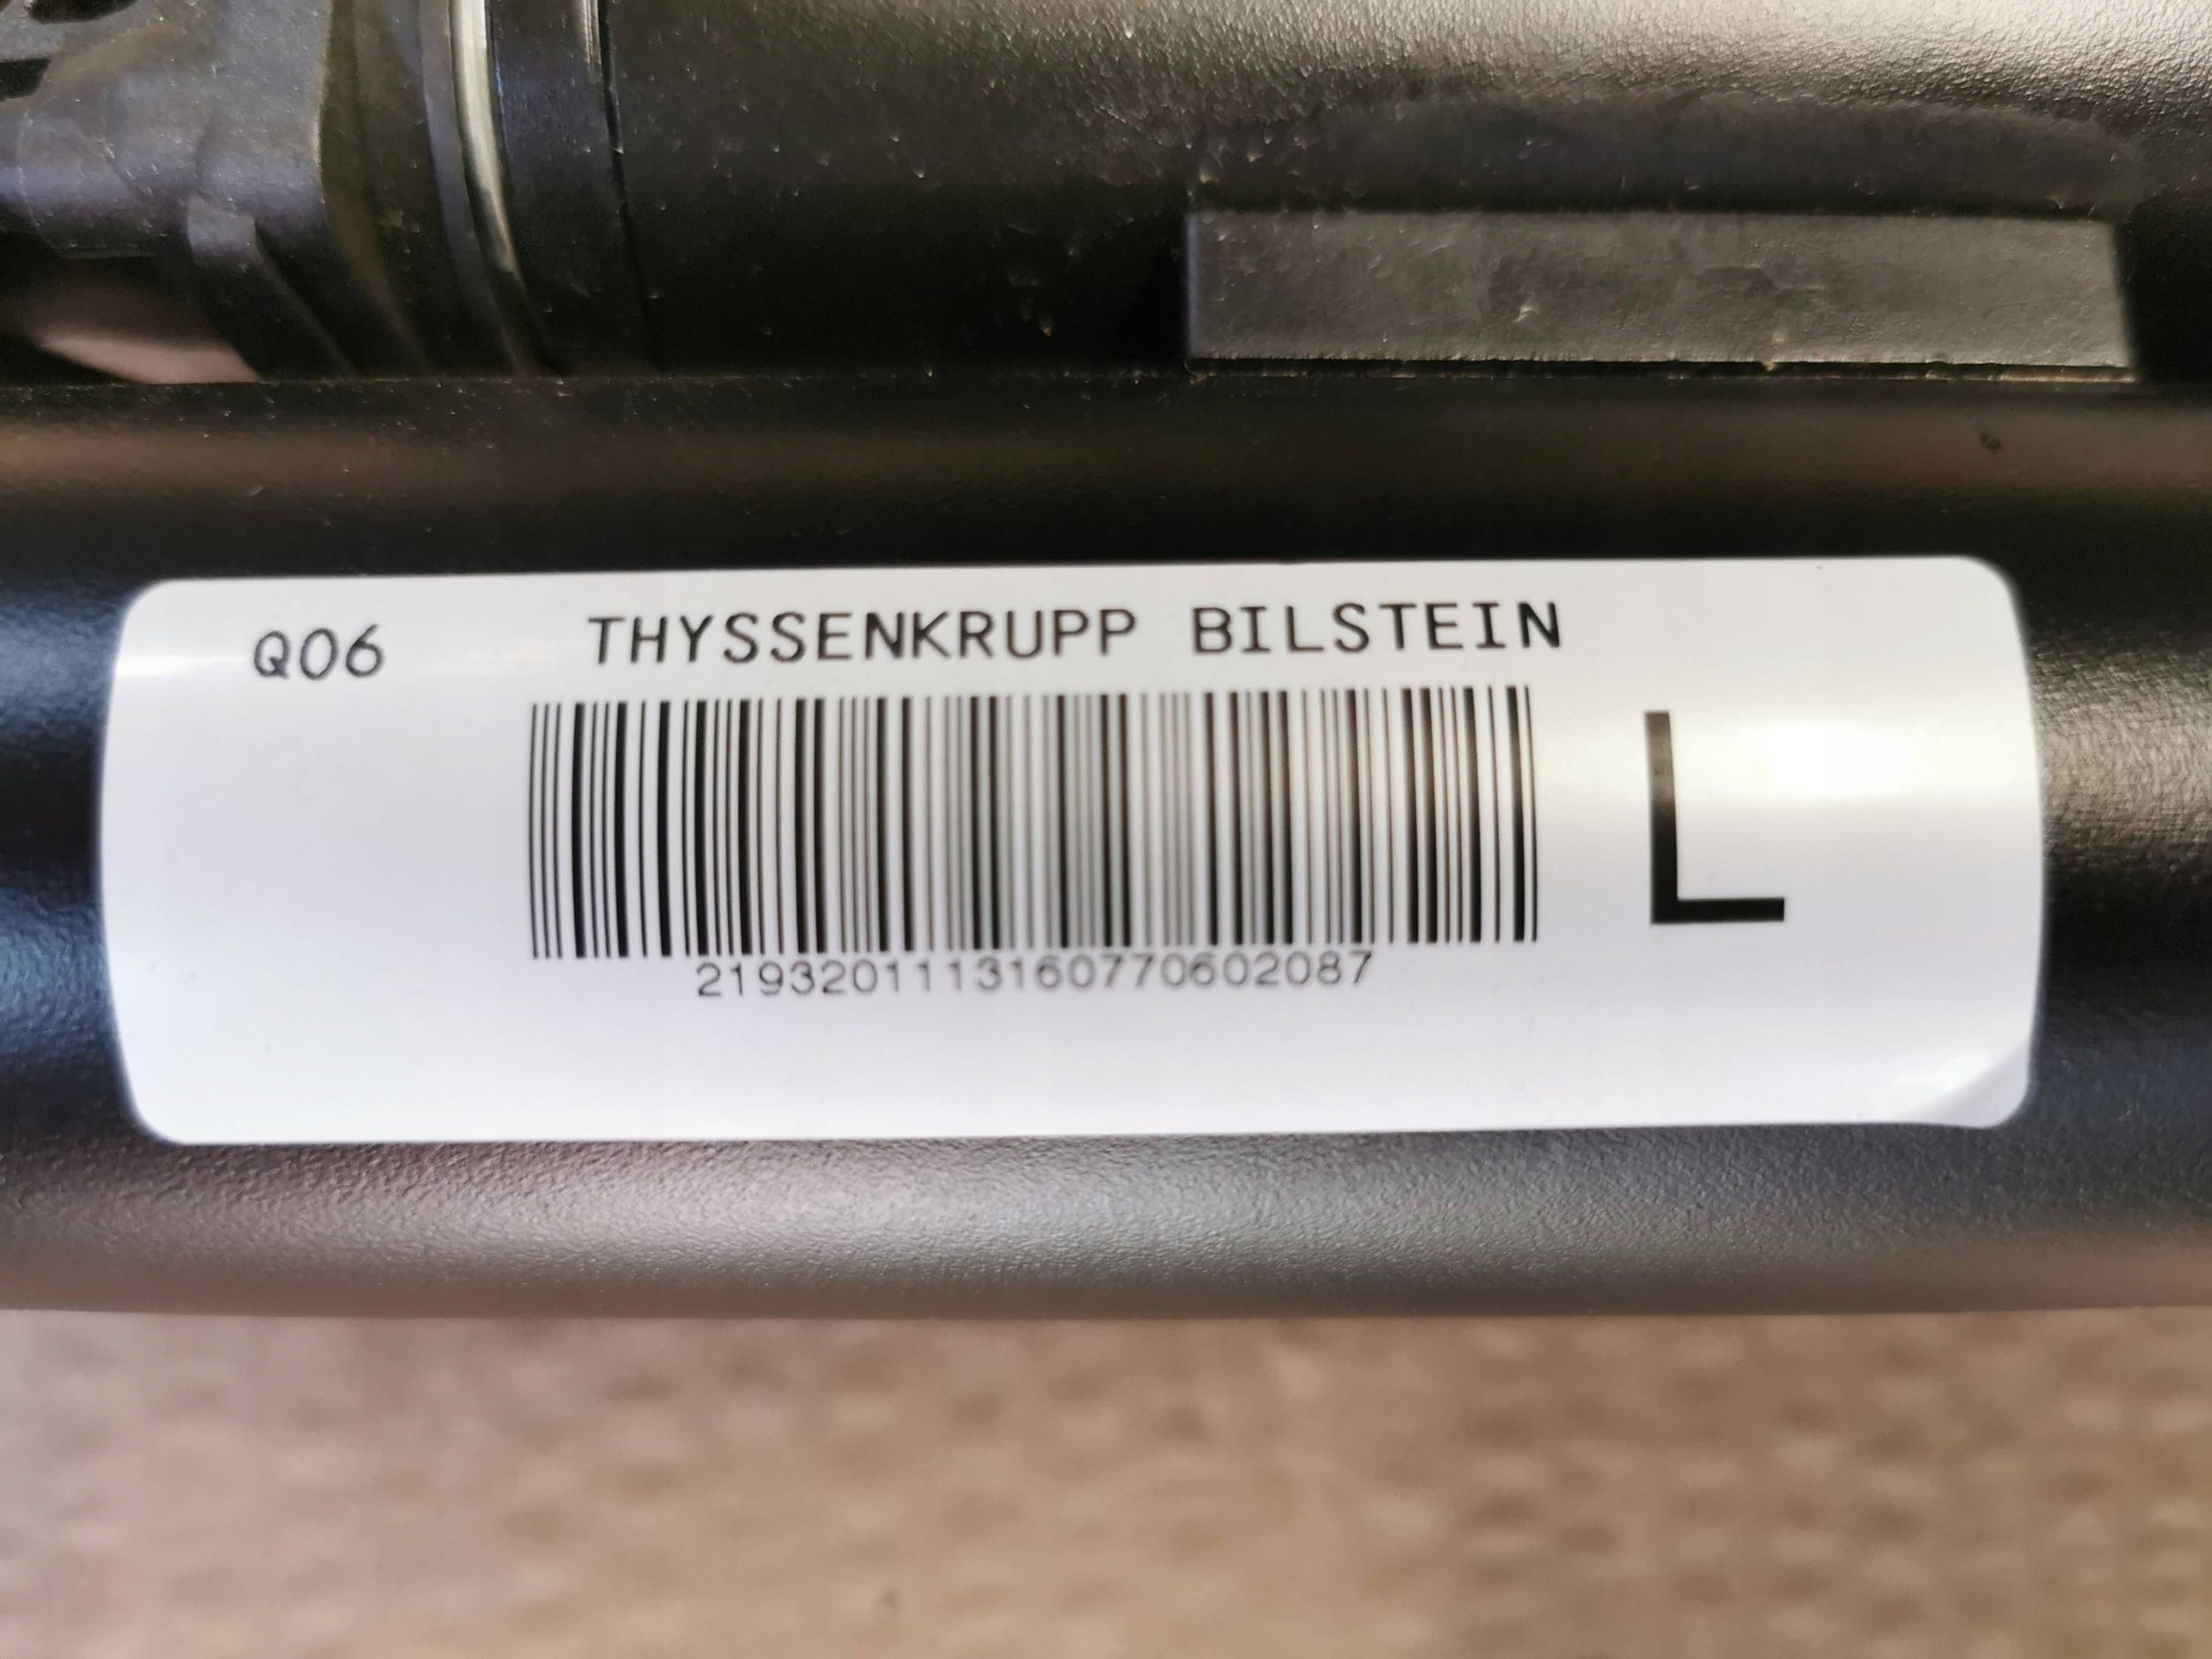 Q06 THYSSENKRUPP BILSTEIN
L
2193201113160770602087